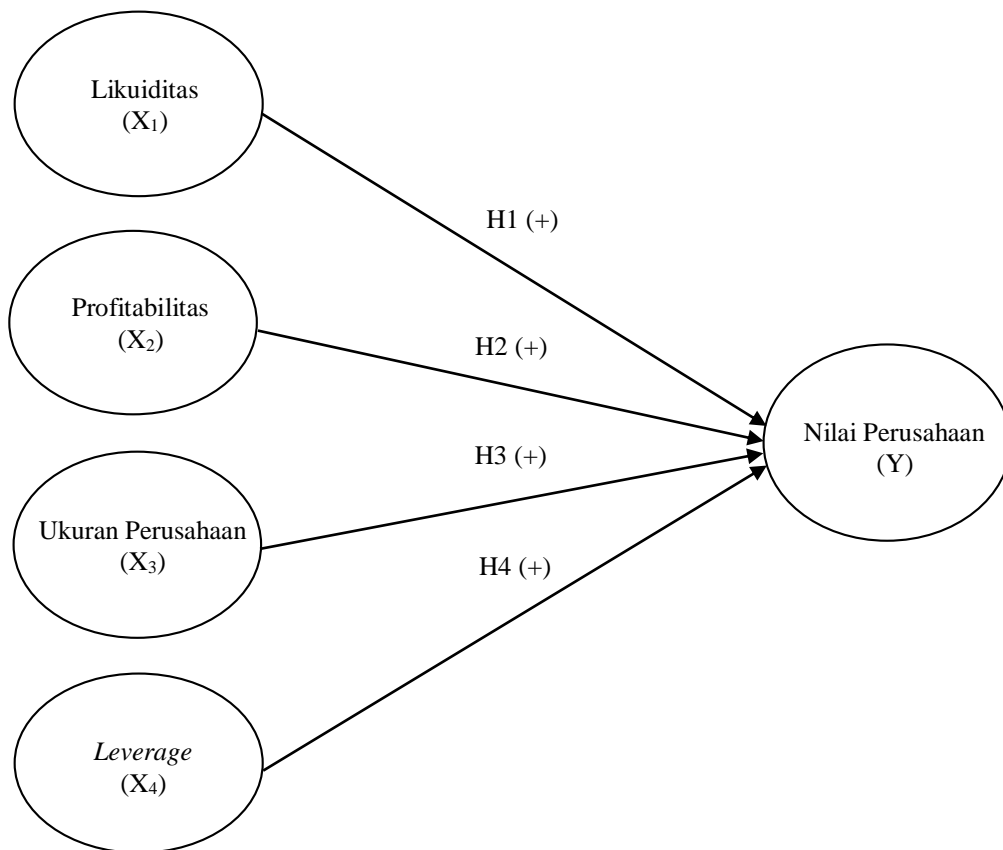 Likuiditas
(X₁)
H1 (+)
Profitabilitas
(X₂)
H2 (+)
Nilai Perusahaan
(Y)
H3 (+)
Ukuran Perusahaan
(X₃)
H4 (+)
Leverage
(X₄)